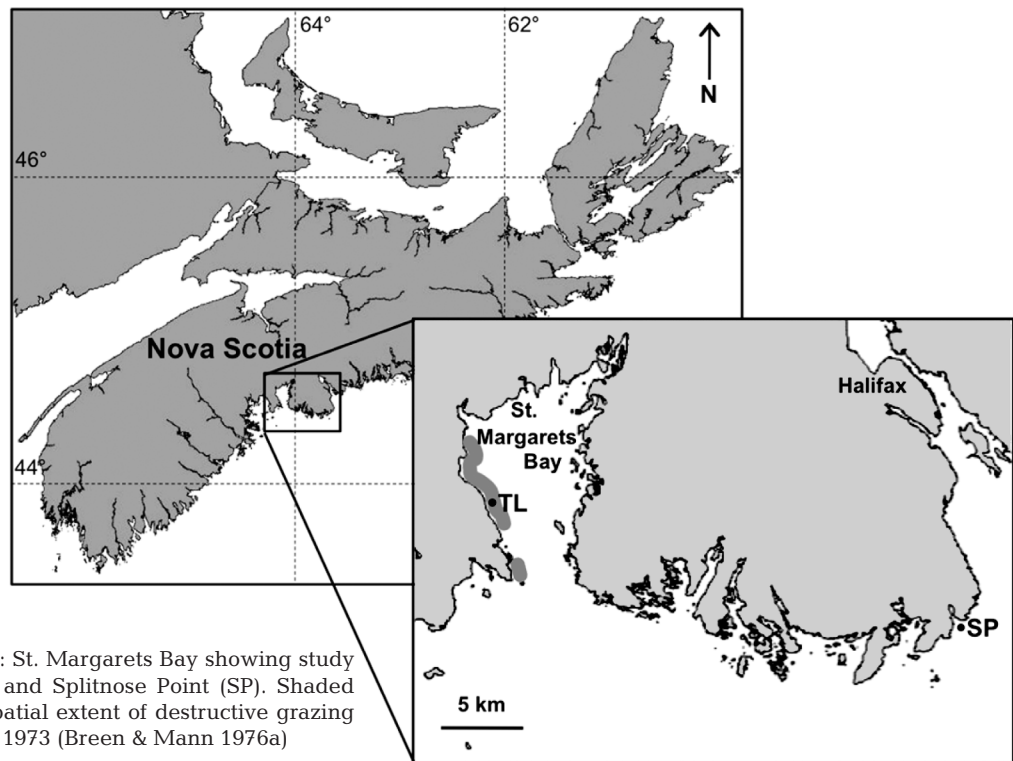 64°
62°
N
46°
Nova Scotia
44°
Halifax
St.
Margarets
Bay
TL
SP
5 km
: St. Margarets Bay showing study
and Splitnose Point (SP). Shaded
patial extent of destructive grazing
1973 (Breen & Mann 1976a)